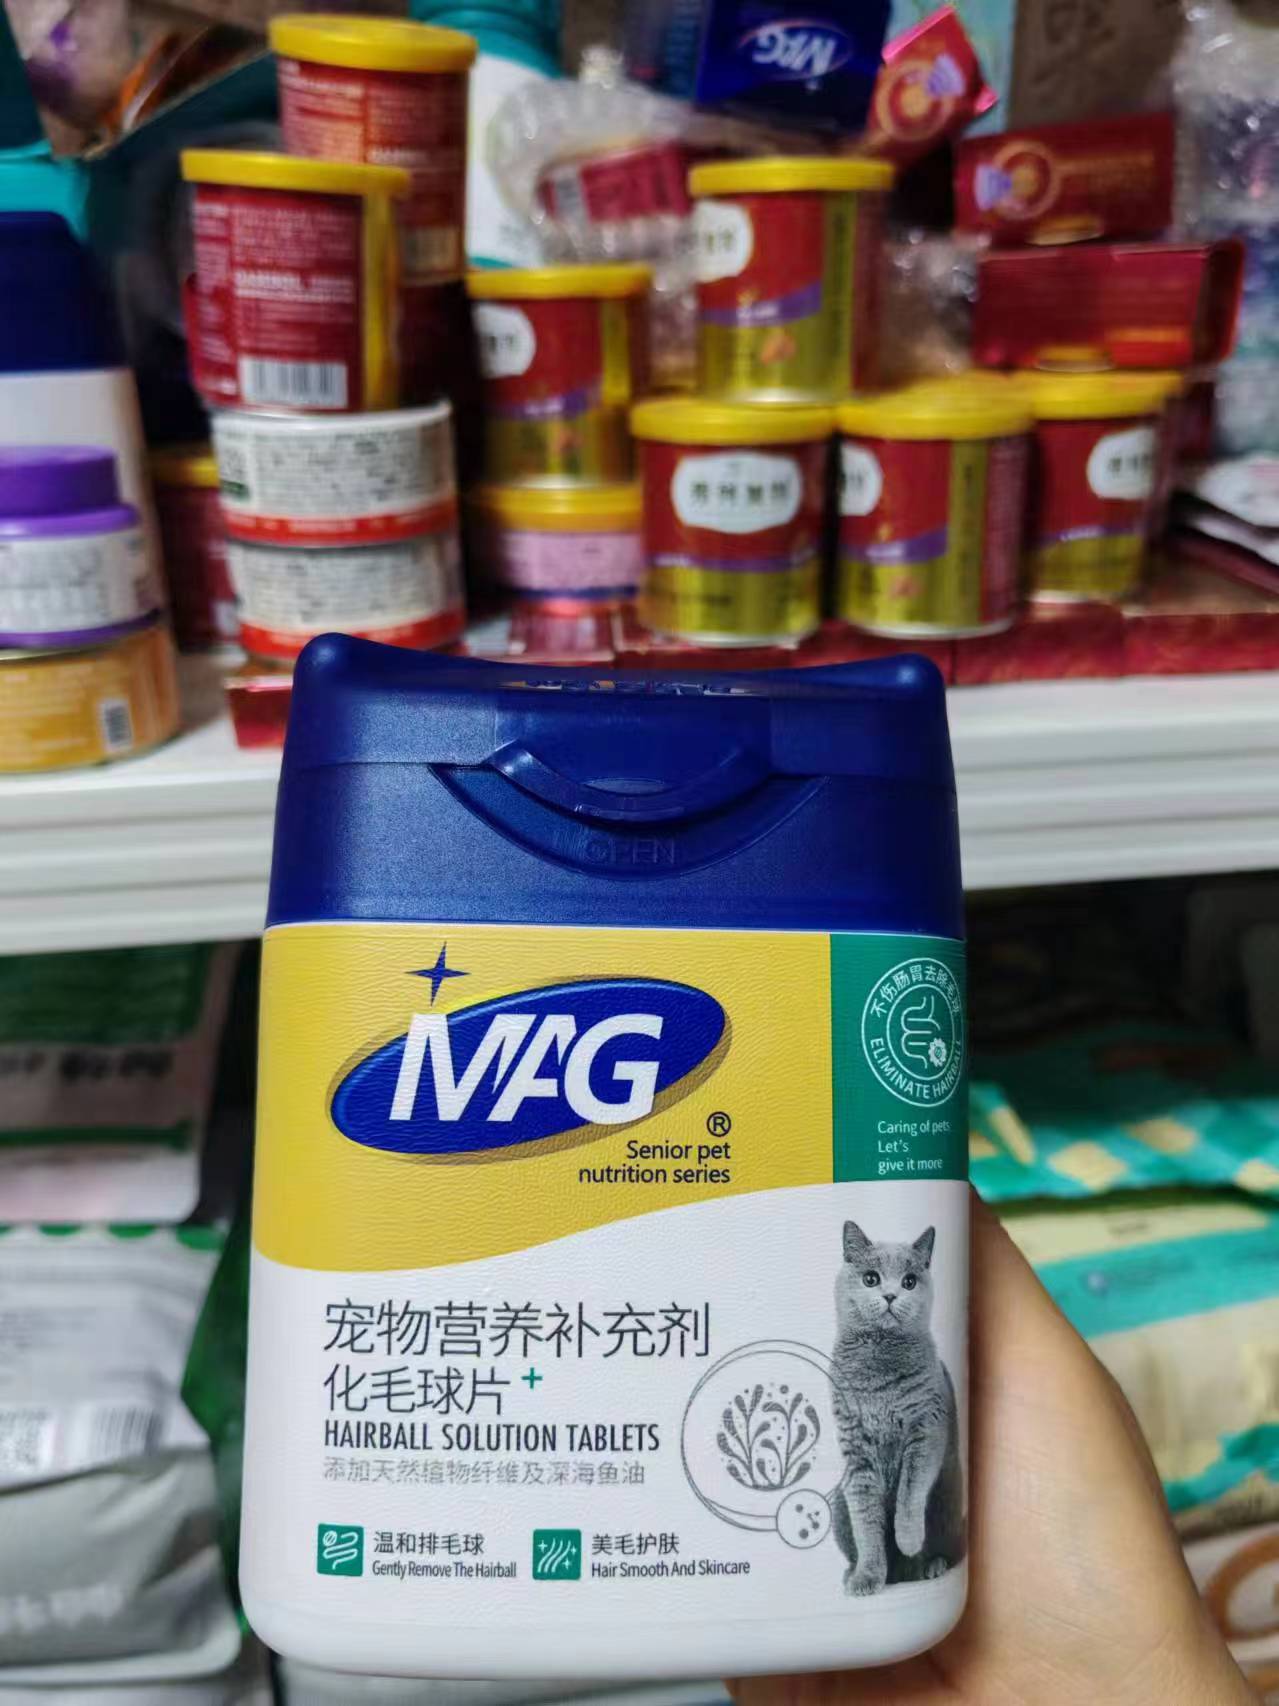 MAG
OPEN
MAG
®
Senior pet
nutrition series
不伤肠胃去除毛球
ELIMINATE HAIRBALL
Caring of pets
Let's
give it more
宠物营养补充剂
化毛球片+
HAIRBALL SOLUTION TABLETS
添加天然植物纤维及深海鱼油
温和排毛球
Gently Remove The Hairball
美毛护肤
Hair Smooth And Skincare